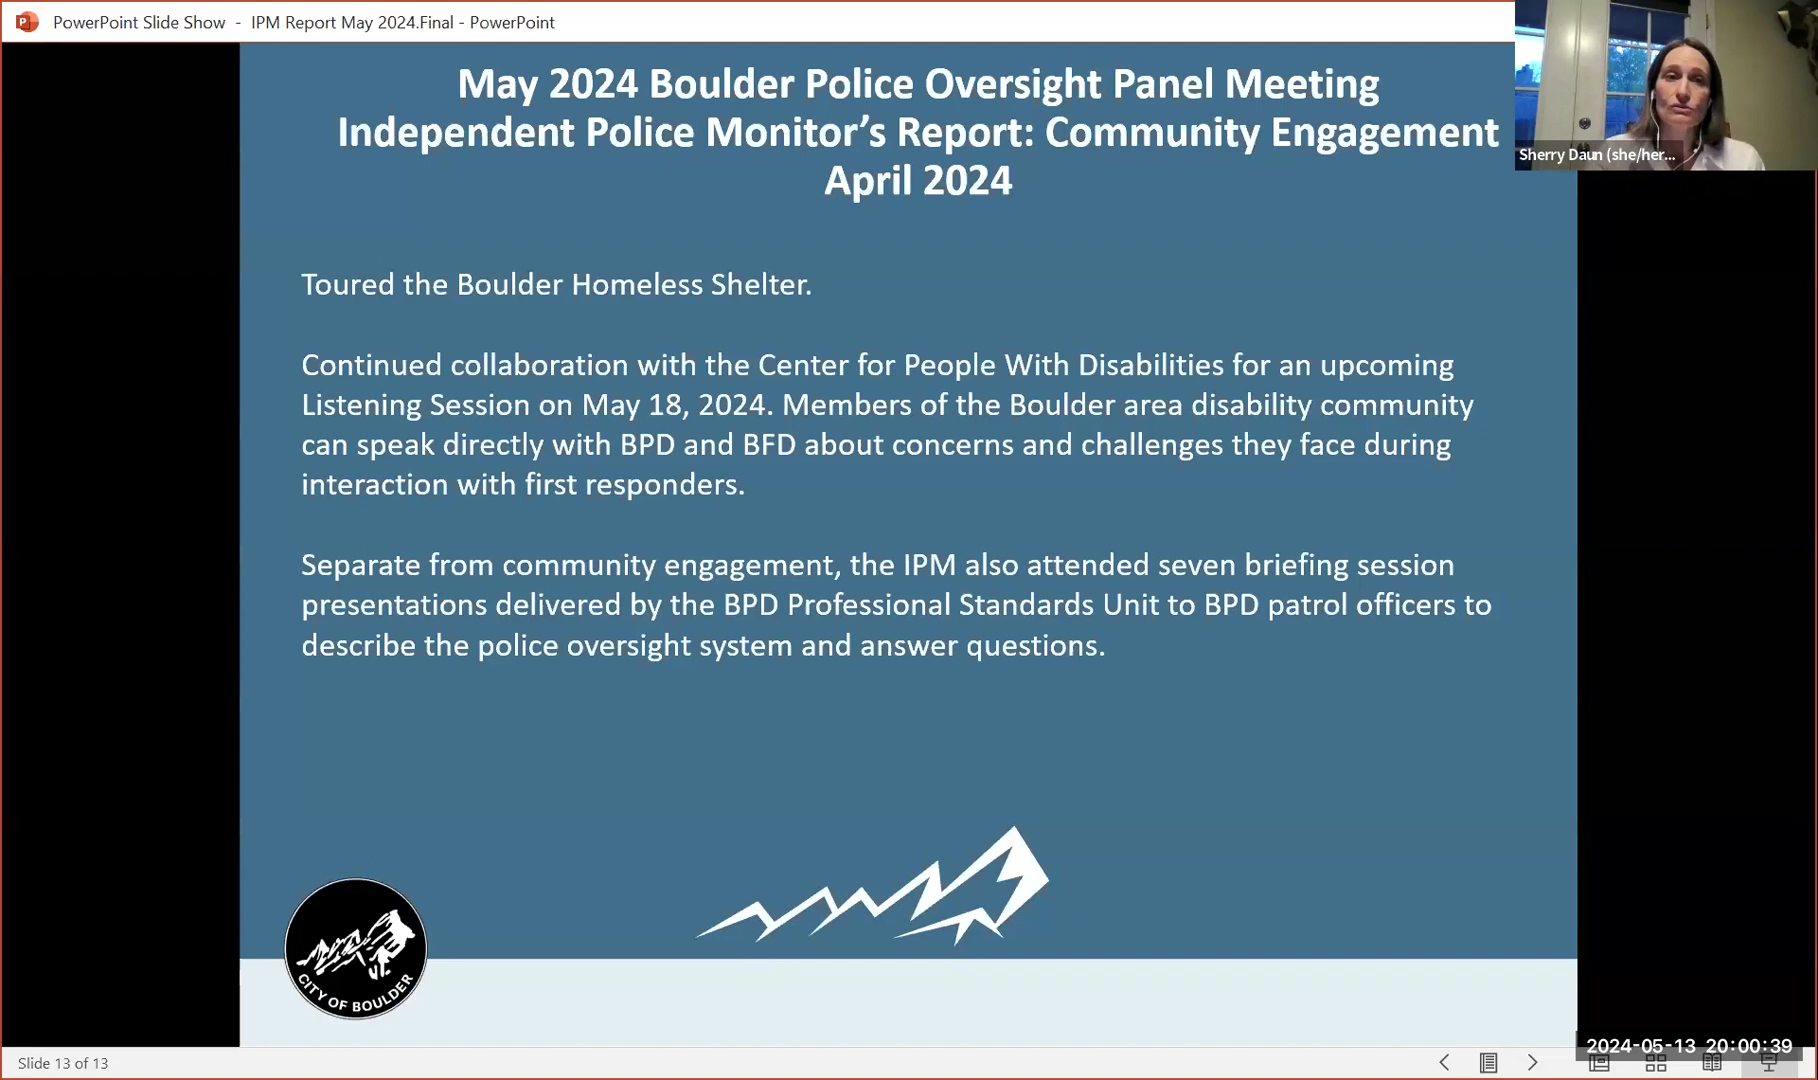 PowerPoint Slide Show - IPM Report May 2024.Final - PowerPoint
May 2024 Boulder Police Oversight Panel Meeting
Independent Police Monitor’s Report: Community Engagement
April 2024
Sherry Daun (she/her...
Toured the Boulder Homeless Shelter.
Continued collaboration with the Center for People With Disabilities for an upcoming
Listening Session on May 18, 2024. Members of the Boulder area disability community
can speak directly with BPD and BFD about concerns and challenges they face during
interaction with first responders.
Separate from community engagement, the IPM also attended seven briefing session
presentations delivered by the BPD Professional Standards Unit to BPD patrol officers to
describe the police oversight system and answer questions.
CITY OF BOULDER
2024-05-13 20:00:39
Slide 13 of 13